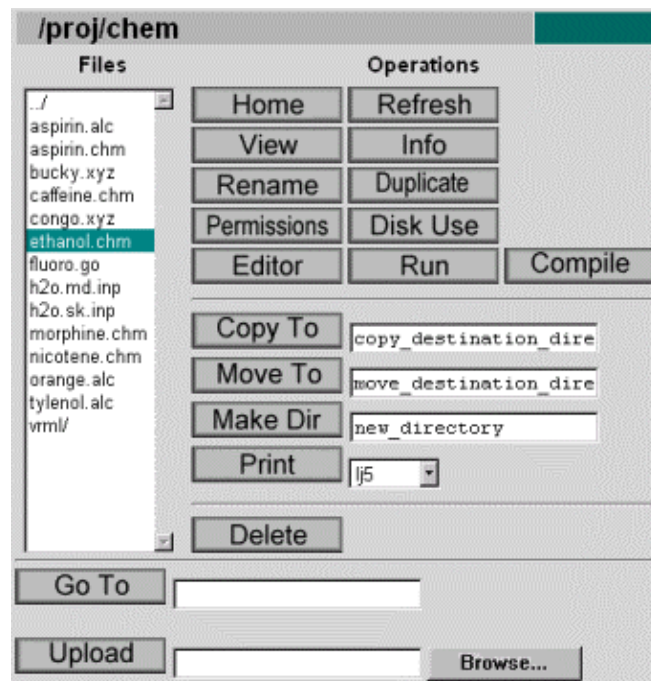 /proj/chem
Files
Operations
../
aspirin.alc
aspirin.chm
bucky.xyz
caffeine.chm
congo.xyz
ethanol.chm
fluoro.go
h2o.md.inp
h2o.sk.inp
morphine.chm
nicotene.chm
orange.alc
tylenol.alc
vrml/
Home Refresh
View Info
Rename Duplicate
Permissions Disk Use
Editor Run Compile
Copy To copy_destination_dire
Move To move_destination_dire
Make Dir new_directory
Print lj5
Delete
Go To
Upload Browse...